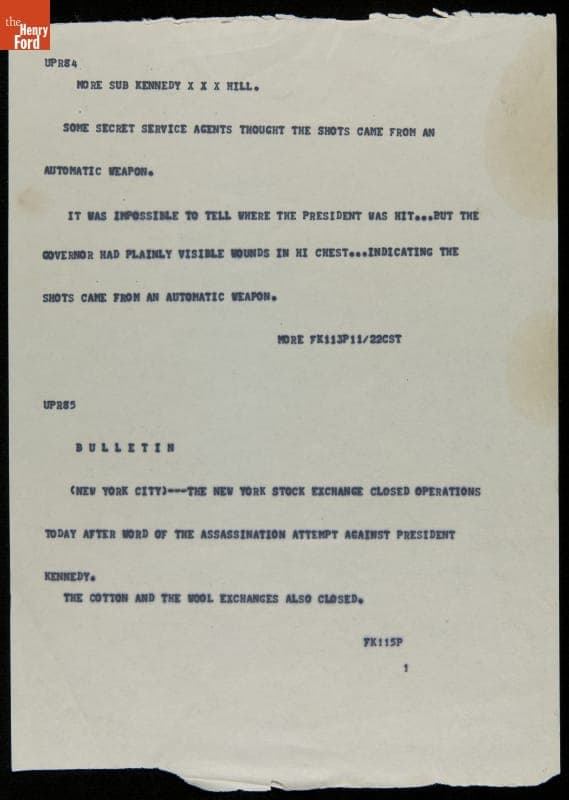 the
Henry
Ford
UPR84
MORE SUB KENNEDY X X X HILL.
SOME SECRET SERVICE AGENTS THOUGHT THE SHOTS CAME FROM AN
AUTOMATIC WEAPON.
IT WAS IMPOSSIBLE TO TELL WHERE THE PRESIDENT WAS HIT...BUT THE
GOVERNOR HAD PLAINLY VISIBLE WOUNDS IN HI CHEST...INDICATING THE
SHOTS CAME FROM AN AUTOMATIC WEAPON.
MORE FK113P11/22CST
UPR85
B U L L E T I N
(NEW YORK CITY)---THE NEW YORK STOCK EXCHANGE CLOSED OPERATIONS
TODAY AFTER WORD OF THE ASSASSINATION ATTEMPT AGAINST PRESIDENT
KENNEDY.
THE COTTON AND THE WOOL EXCHANGES ALSO CLOSED.
FK115P
1